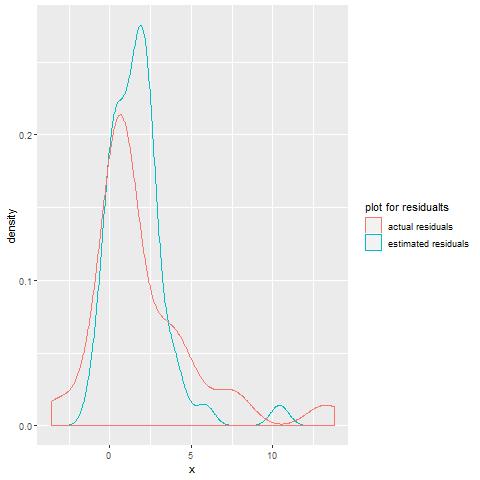 0.2
0.1
0.0
density
0
5
10
x
plot for residualts
actual residuals
estimated residuals